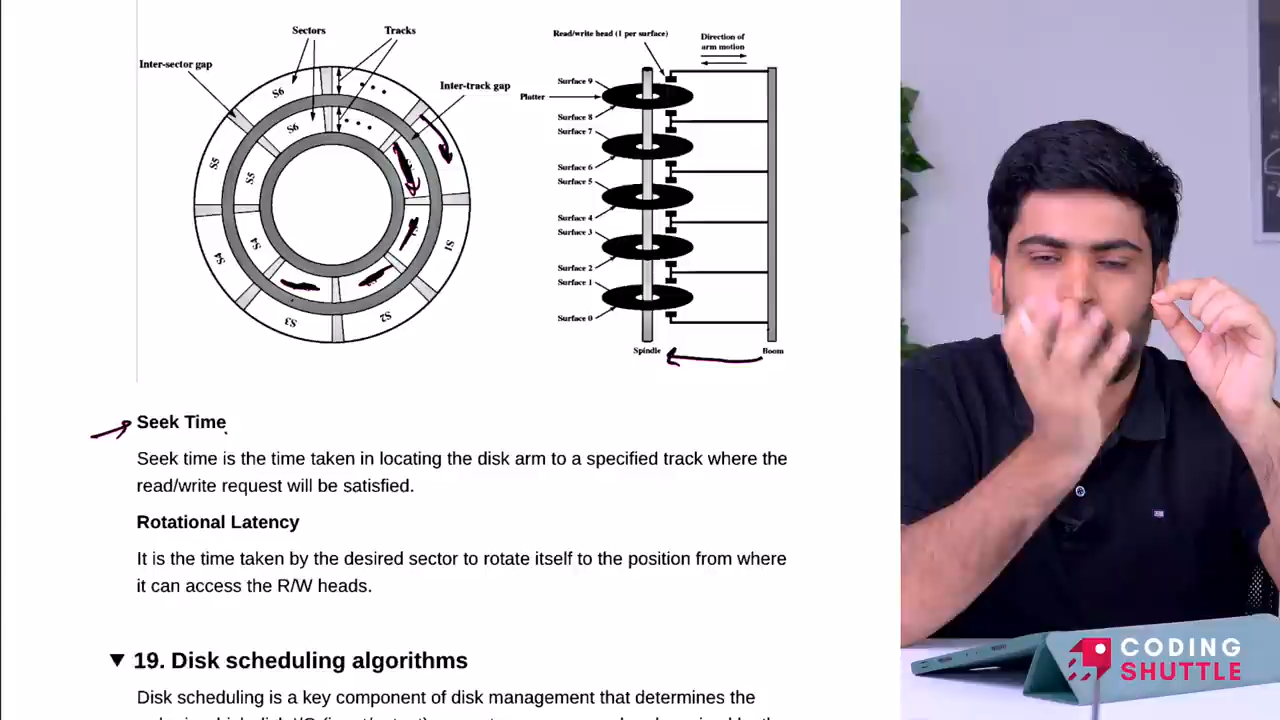 Sectors
Tracks
Inter-sector gap
Inter-track gap
S6
S6
S5
S5
S4
S4
S3
S2
S1
Read/write head (1 per surface)
Direction of
arm motion
Surface 9
Platter
Surface 8
Surface 7
Surface 6
Surface 5
Surface 4
Surface 3
Surface 2
Surface 1
Surface 0
Spindle
Boom
Seek Time
Seek time is the time taken in locating the disk arm to a specified track where the
read/write request will be satisfied.
Rotational Latency
It is the time taken by the desired sector to rotate itself to the position from where
it can access the R/W heads.
19. Disk scheduling algorithms
Disk scheduling is a key component of disk management that determines the
CODING
SHUTTLE